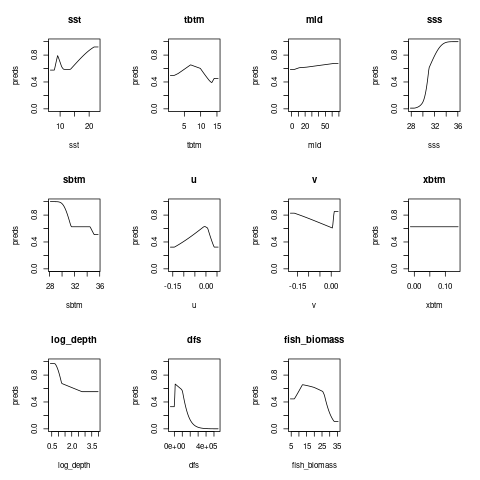 sst tbtm mld sss
preds 0.0 0.4 0.8 preds 0.0 0.4 0.8 preds 0.0 0.4 0.8 preds 0.0 0.4 0.8
10 20 5 10 15 0 20 50 28 32 36
sst tbtm mld sss
sbtm u v xbtm
preds 0.0 0.4 0.8 preds 0.0 0.4 0.8 preds 0.0 0.4 0.8 preds 0.0 0.4 0.8
28 30 32 34 36 -0.15 0.00 -0.15 0.00 0.00 0.10
sbtm u v xbtm
log_depth dfs fish_biomass
preds 0.0 0.4 0.8 preds 0.0 0.4 0.8 preds 0.0 0.4 0.8
0.5 2.0 3.5 0e+00 4e+05 5 15 25 35
log_depth dfs fish_biomass